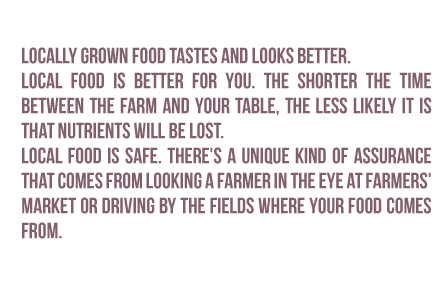 LOCALLY GROWN FOOD TASTES AND LOOKS BETTER.
LOCAL FOOD IS BETTER FOR YOU. THE SHORTER THE TIME
BETWEEN THE FARM AND YOUR TABLE, THE LESS LIKELY IT IS
THAT NUTRIENTS WILL BE LOST.
LOCAL FOOD IS SAFE. THERE'S A UNIQUE KIND OF ASSURANCE
THAT COMES FROM LOOKING A FARMER IN THE EYE AT FARMERS'
MARKET OR DRIVING BY THE FIELDS WHERE YOUR FOOD COMES
FROM.